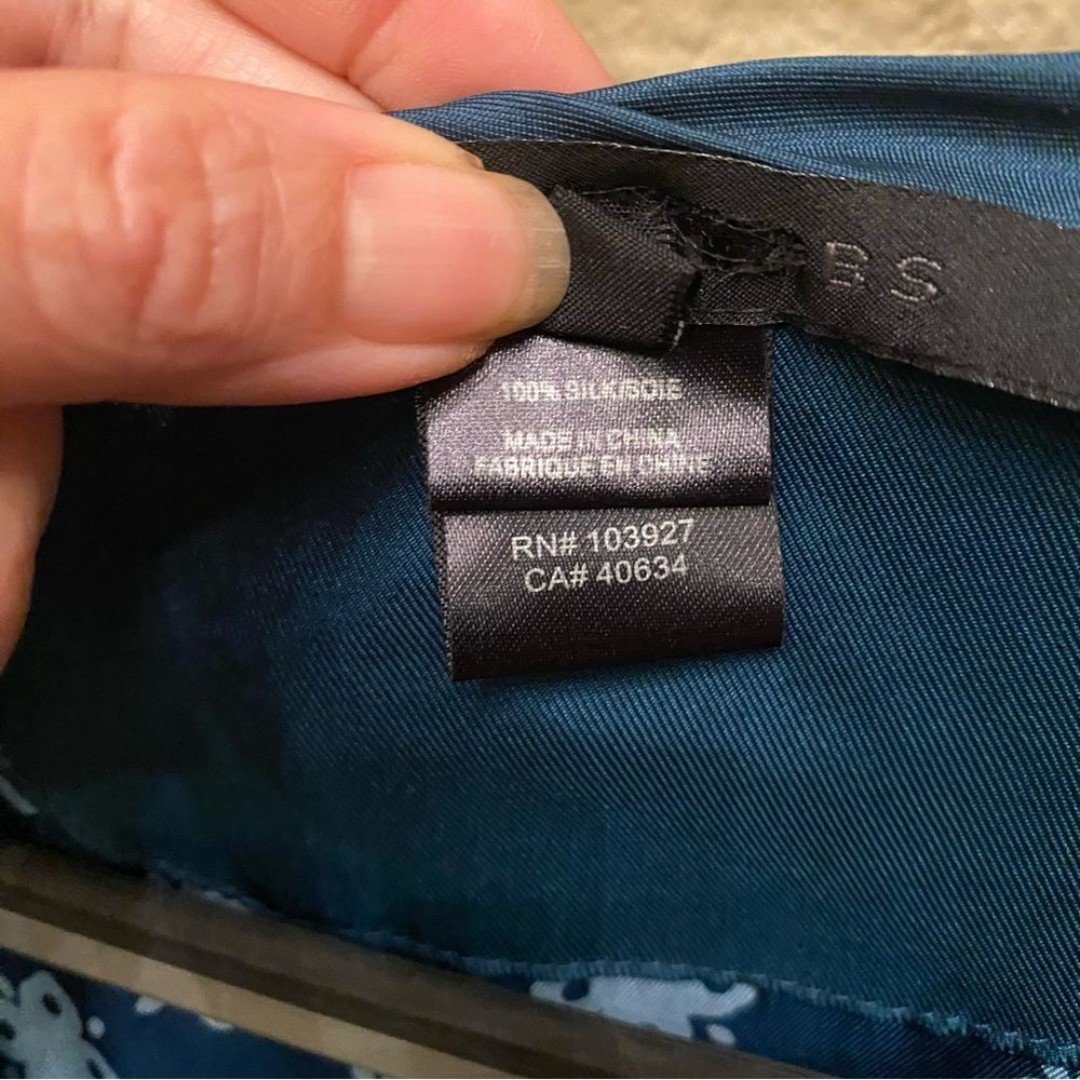 BS
100% SILK/SOIE
MADE IN CHINA
FABRIQUE EN CHINE
RN# 103927
CA# 40634